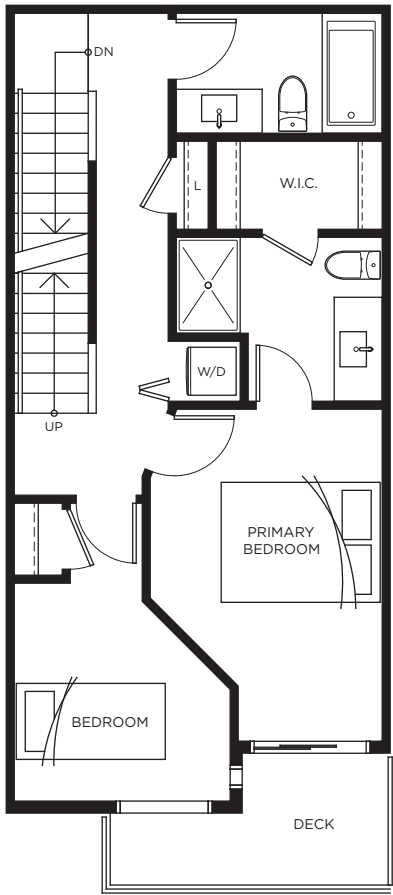 DN
L
W.I.C.
W/D
UP
PRIMARY
BEDROOM
BEDROOM
DECK